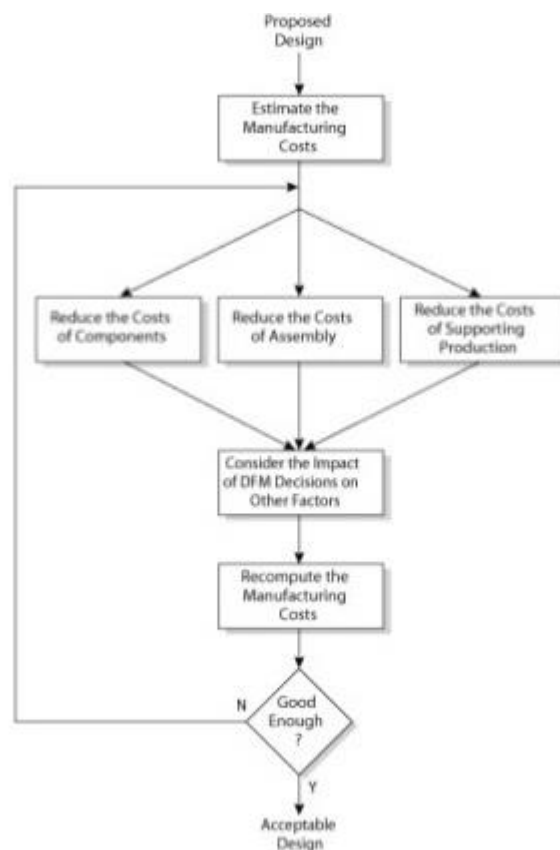 Proposed
Design
Estimate the
Manufacturing
Costs
Reduce the Costs
of Components
Reduce the Costs
of Assembly
Reduce the Costs
of Supporting
Production
Consider the Impact
of DFM Decisions on
Other Factors
Recompute the
Manufacturing
Costs
N
Good
Enough
?
Y
Acceptable
Design